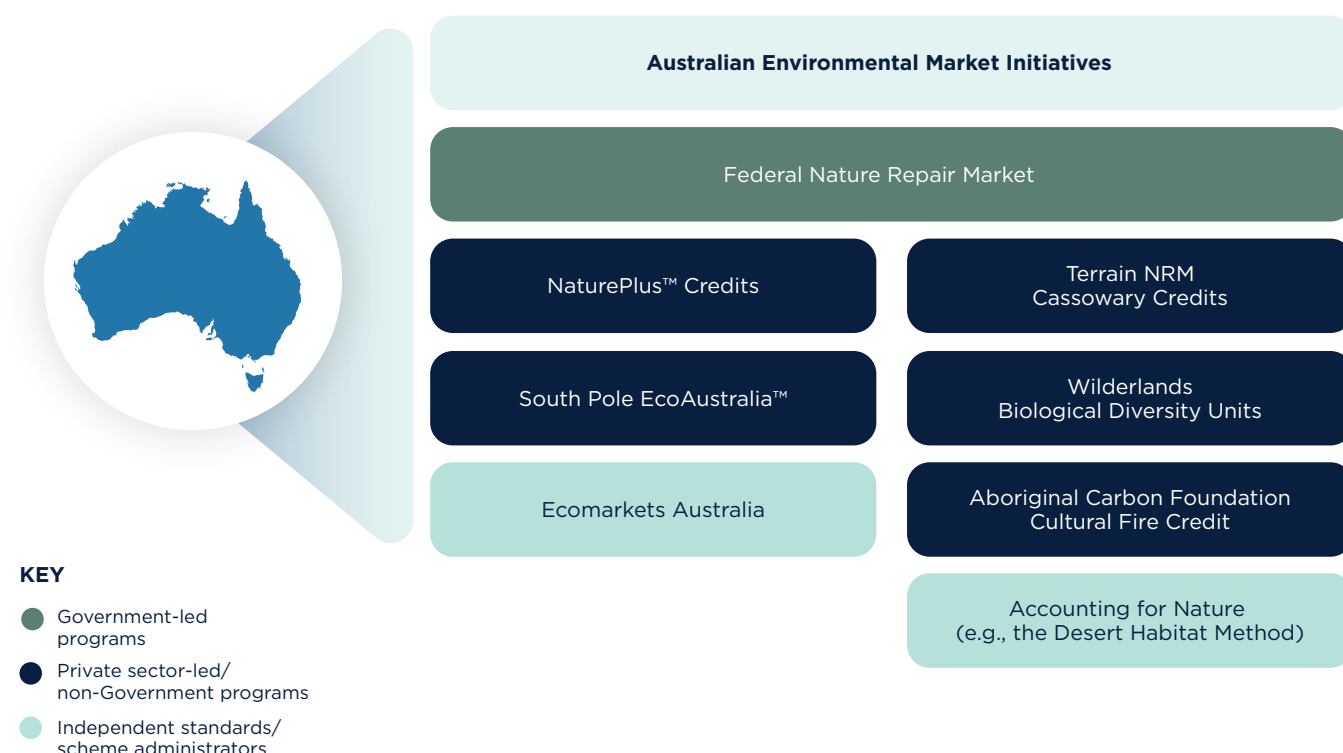 Australian Environmental Market Initiatives
Federal Nature Repair Market
NaturePlus™ Credits
Terrain NRM
Cassowary Credits
South Pole EcoAustralia™
Wilderlands
Biological Diversity Units
Ecomarkets Australia
Aboriginal Carbon Foundation
Cultural Fire Credit
Accounting for Nature
(e.g., the Desert Habitat Method)
KEY
Government-led
programs
Private sector-led/
non-Government programs
Independent standards/
scheme administrators